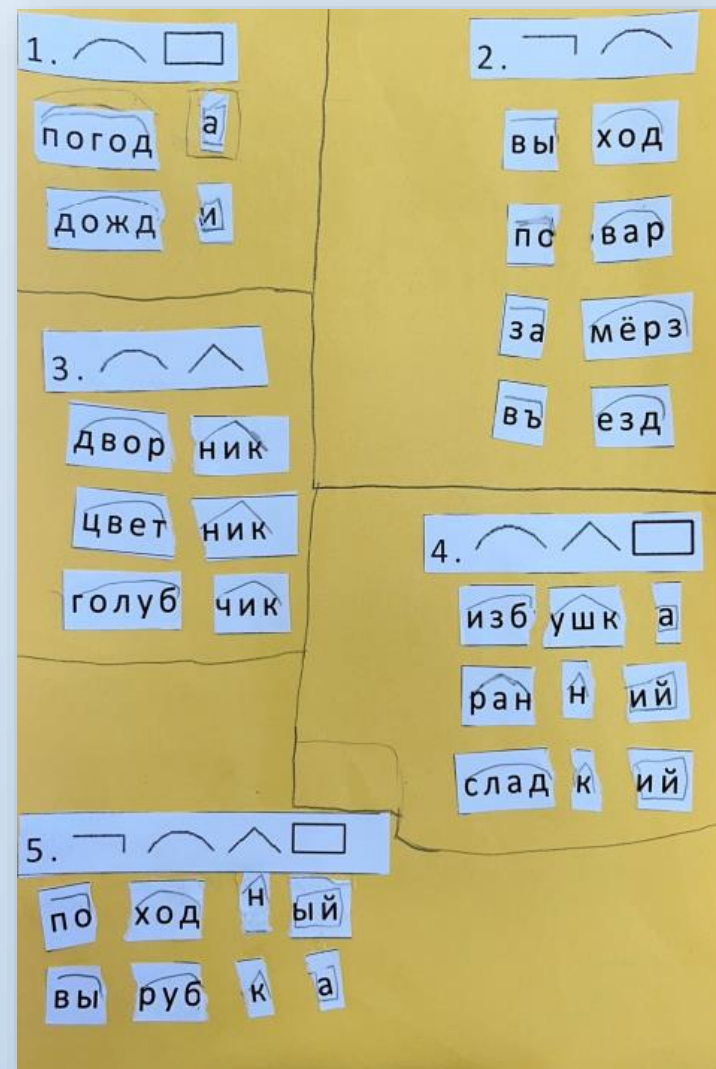 1.
погод а
дожд и
2.
вы ход
по вар
за мёрз
въ езд
3.
двор ник
цвет ник
голуб чик
4.
изб ушк а
ран н ий
слад к ий
5.
по ход н ый
вы руб к а